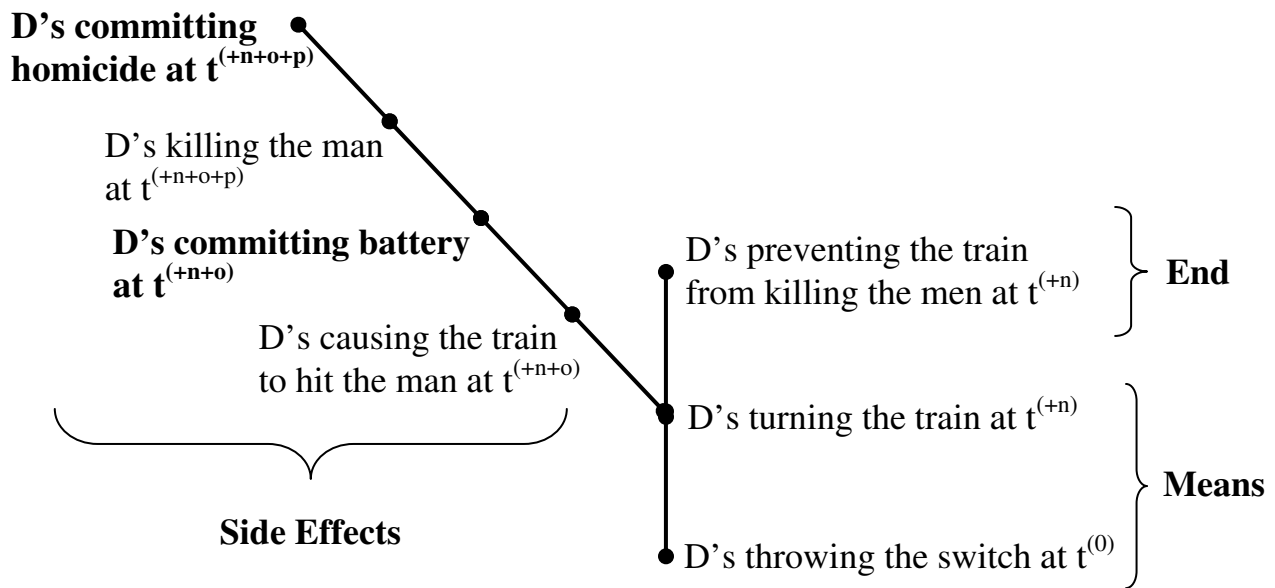 D’s committing
homicide at t^(+n+o+p)
D’s killing the man
at t^(+n+o+p)
D’s committing battery
at t^(+n+o)
D’s causing the train
to hit the man at t^(+n+o)
Side Effects
D’s preventing the train
from killing the men at t^(+n)
End
D’s turning the train at t^(+n)
Means
D’s throwing the switch at t^(0)